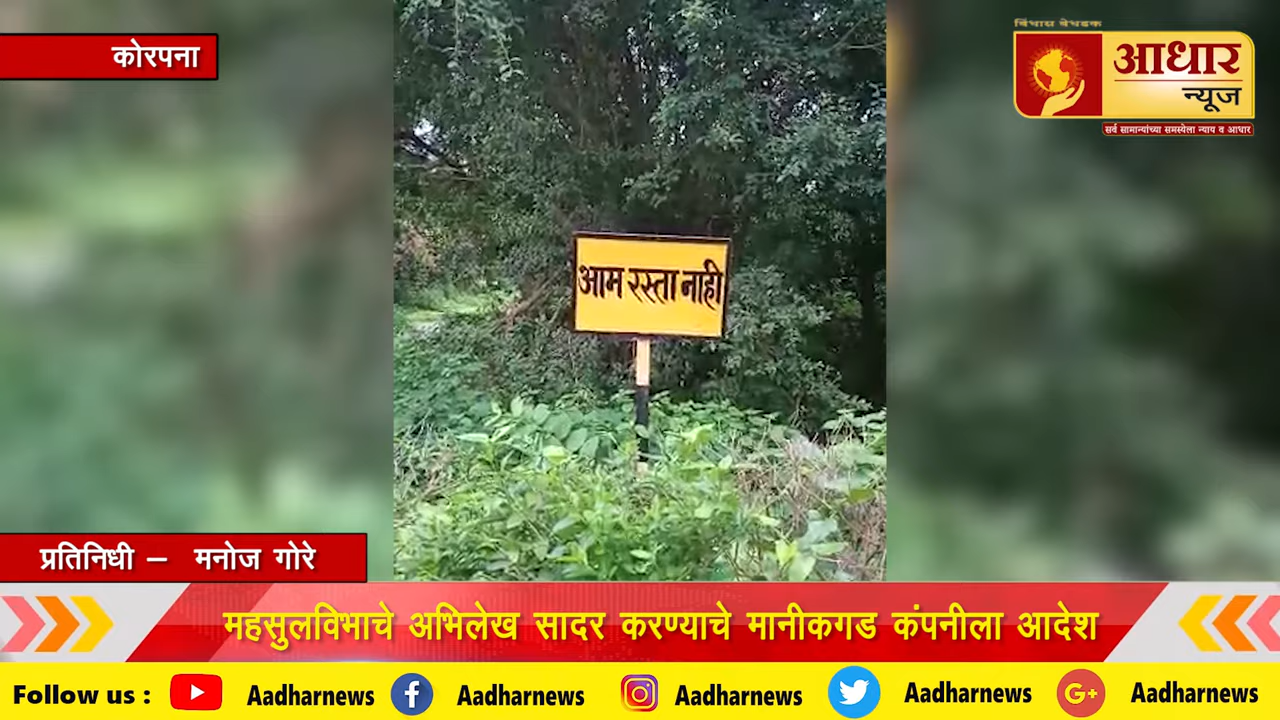 कोरपना
बिंधास बेधडक
आधार
न्यूज
सर्व सामान्यांच्या समस्येला न्याय व आधार
आम रस्ता नाही
प्रतिनिधी – मनोज गोरे
महसुलविभाचे अभिलेख सादर करण्याचे मानीकगड कंपनीला आदेश
Follow us : Aadharnews Aadharnews Aadharnews Aadharnews G+ Aadharnews